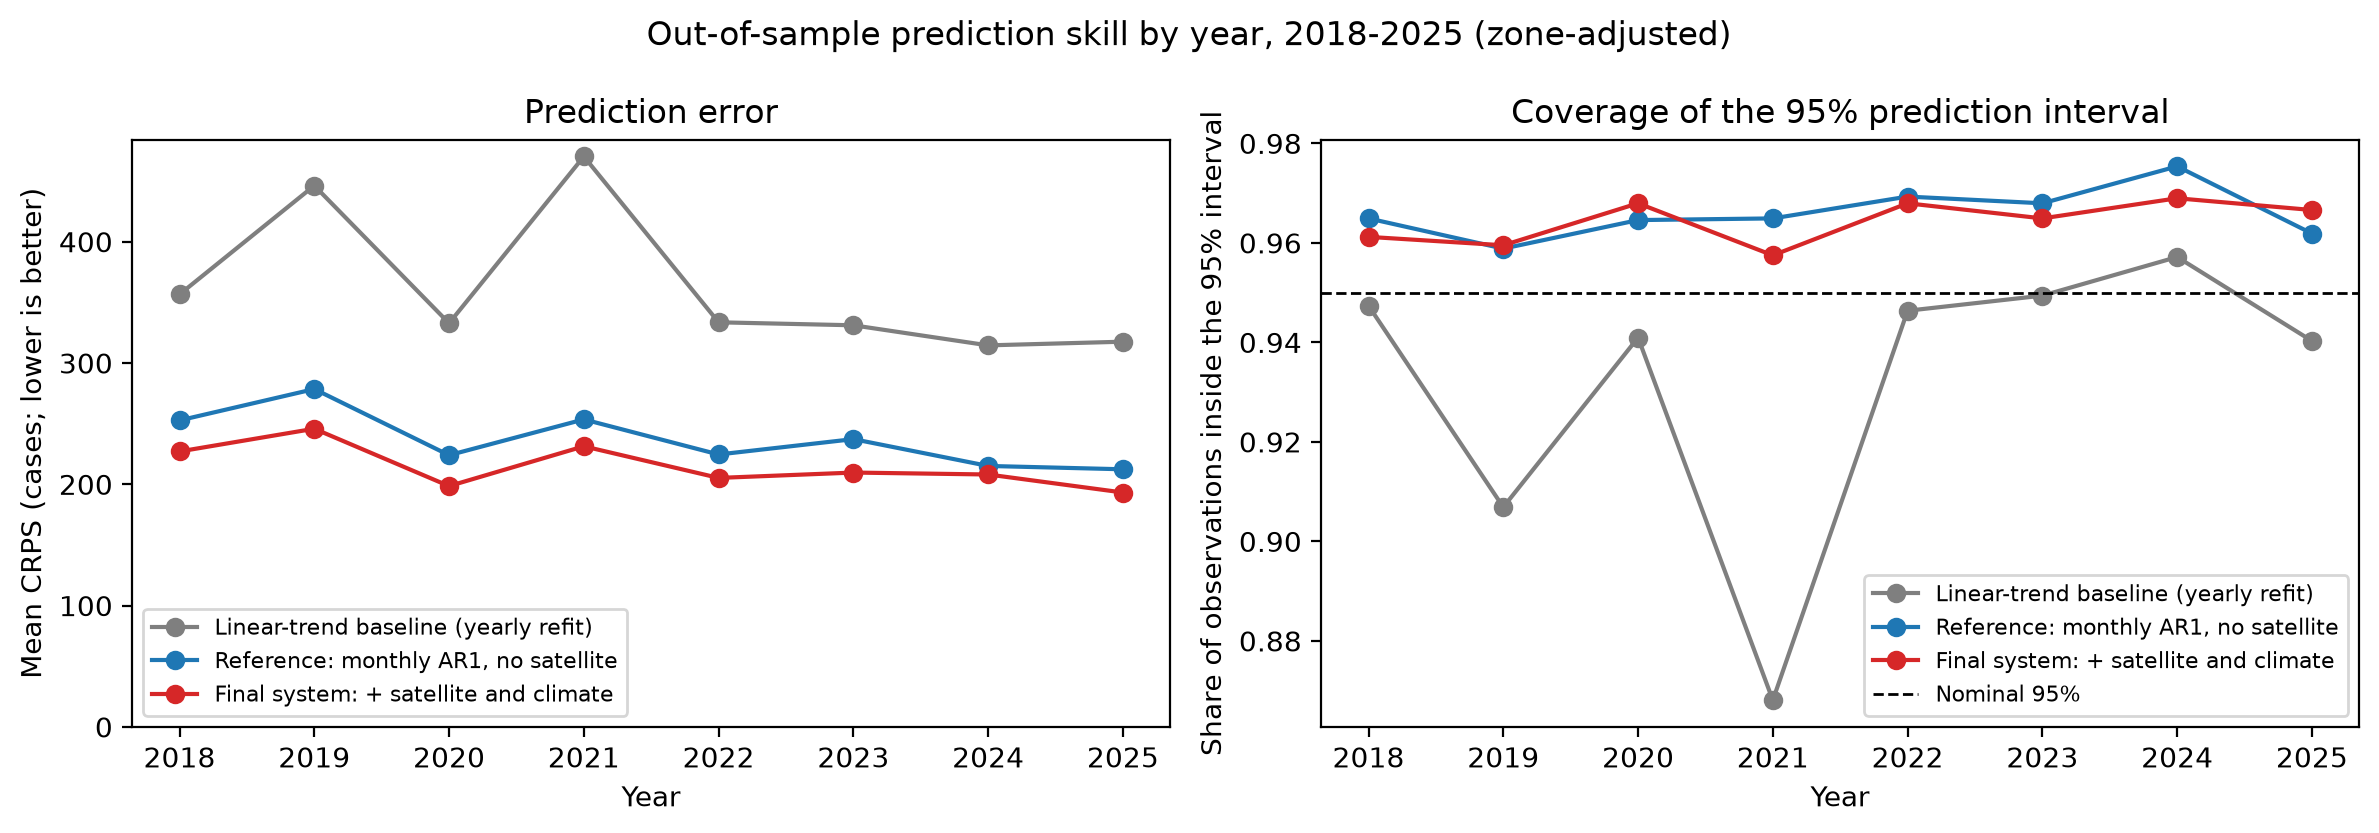 Out-of-sample prediction skill by year, 2018-2025 (zone-adjusted)
Prediction error
Mean CRPS (cases; lower is better)
400
300
200
100
0
Linear-trend baseline (yearly refit)
Reference: monthly AR1, no satellite
Final system: + satellite and climate
2018 2019 2020 2021 2022 2023 2024 2025
Year
Coverage of the 95% prediction interval
Share of observations inside the 95% interval
0.98
0.96
0.94
0.92
0.90
0.88
Linear-trend baseline (yearly refit)
Reference: monthly AR1, no satellite
Final system: + satellite and climate
Nominal 95%
2018 2019 2020 2021 2022 2023 2024 2025
Year